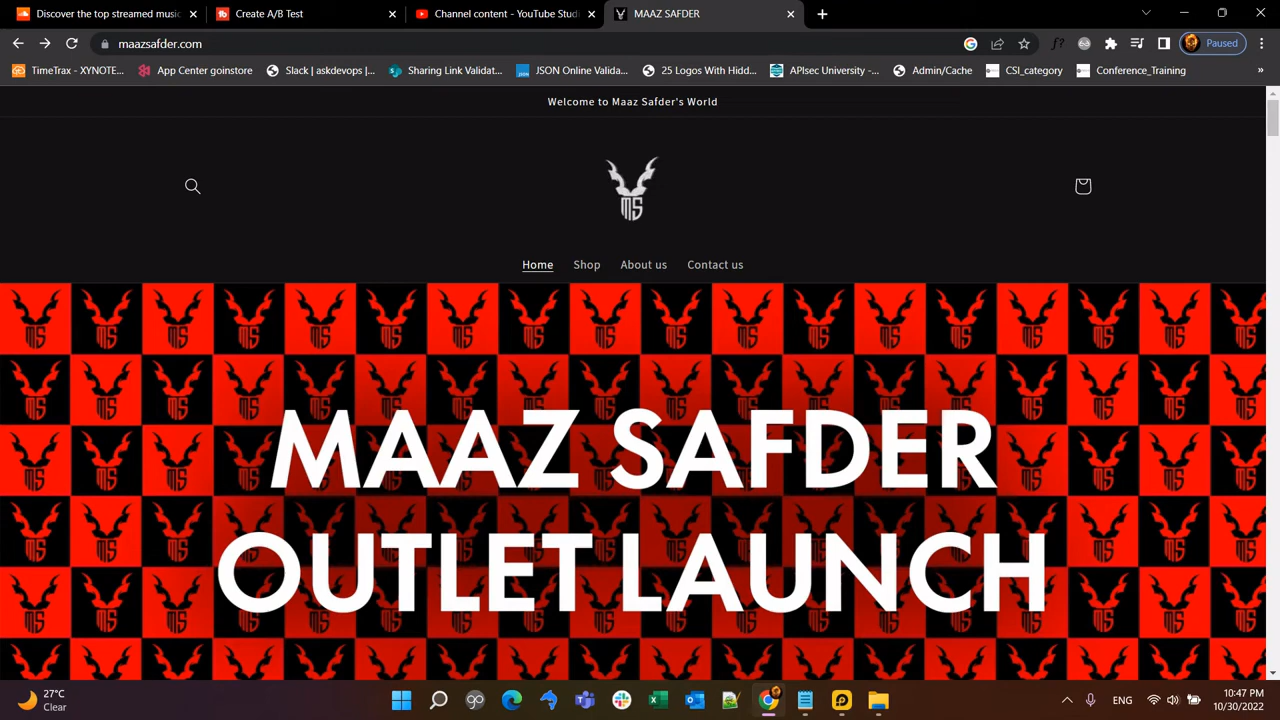 Discover the top streamed music
Create A/B Test
Channel content - YouTube Studi
MAAZ SAFDER
maazsafder.com
Paused
TimeTrax — XYNOTE...
App Center goinstore
Slack | askdevops |...
Sharing Link Validat...
JSON Online Valida...
25 Logos With Hidd...
APIsec University -...
Admin/Cache
CSI_category
Conference_Training
Welcome to Maaz Safder's World
MS
Home
Shop
About us
Contact us
MAAZ SAFDER
OUTLET LAUNCH
27°C
Clear
ENG
10:47 PM
10/30/2022